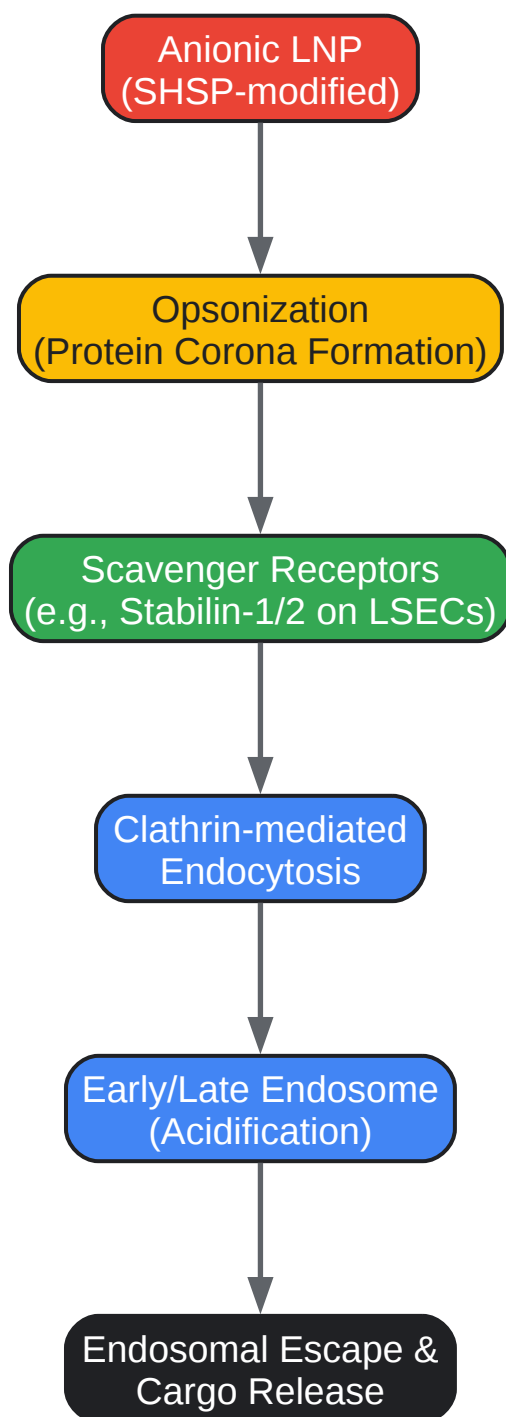 Anionic LNP
(SHSP-modified)
Opsonization
(Protein Corona Formation)
Scavenger Receptors
(e.g., Stabilin-1/2 on LSECs)
Clathrin-mediated
Endocytosis
Early/Late Endosome
(Acidification)
Endosomal Escape &
Cargo Release